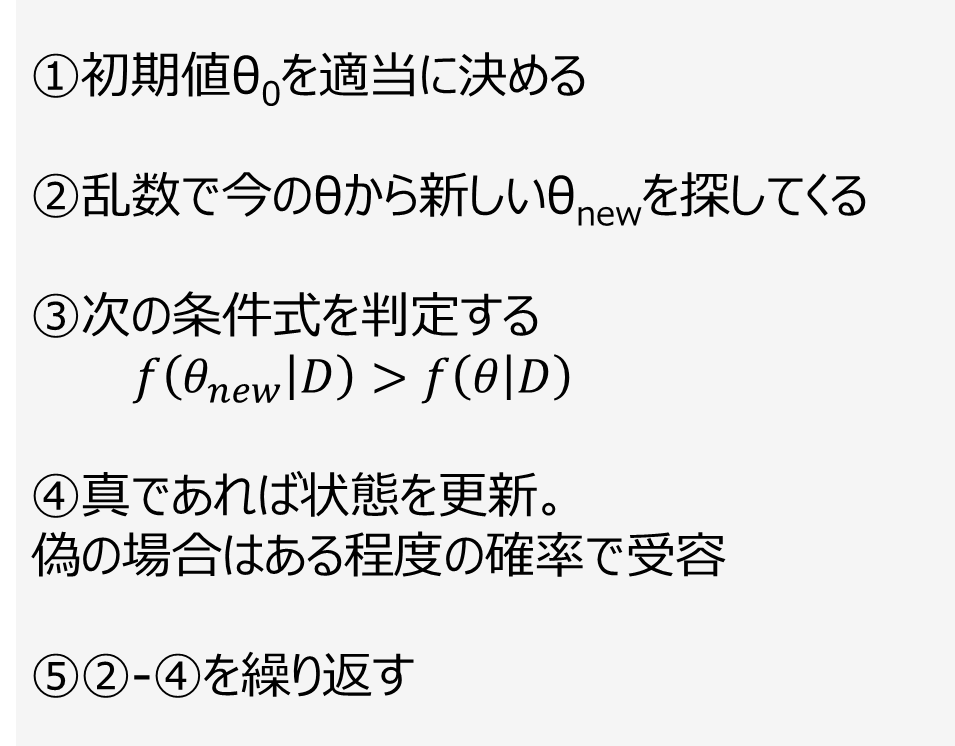 ①初期値θ₀を適当に決める
②乱数で今のθから新しいθnewを探してくる
③次の条件式を判定する
f(θnew|D) > f(θ|D)
④真であれば状態を更新。
偽の場合はある程度の確率で受容
⑤②-④を繰り返す